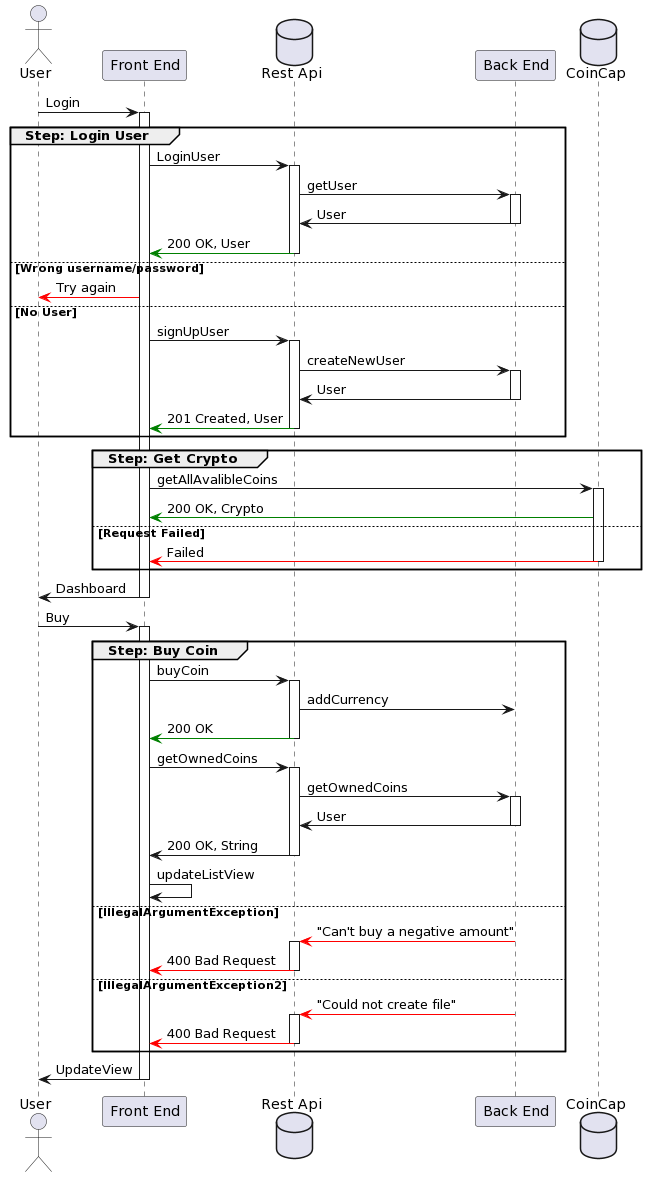 User
Front End
Rest Api
Back End
CoinCap
Login
Step: Login User
LoginUser
getUser
User
200 OK, User
[Wrong username/password]
Try again
[No User]
signUpUser
createNewUser
User
201 Created, User
Step: Get Crypto
getAllAvalibleCoins
200 OK, Crypto
[Request Failed]
Failed
Dashboard
Buy
Step: Buy Coin
buyCoin
addCurrency
200 OK
getOwnedCoins
getOwnedCoins
User
200 OK, String
updateListView
[IllegalArgumentException]
"Can't buy a negative amount"
400 Bad Request
[IllegalArgumentException2]
"Could not create file"
400 Bad Request
UpdateView
User
Front End
Rest Api
Back End
CoinCap